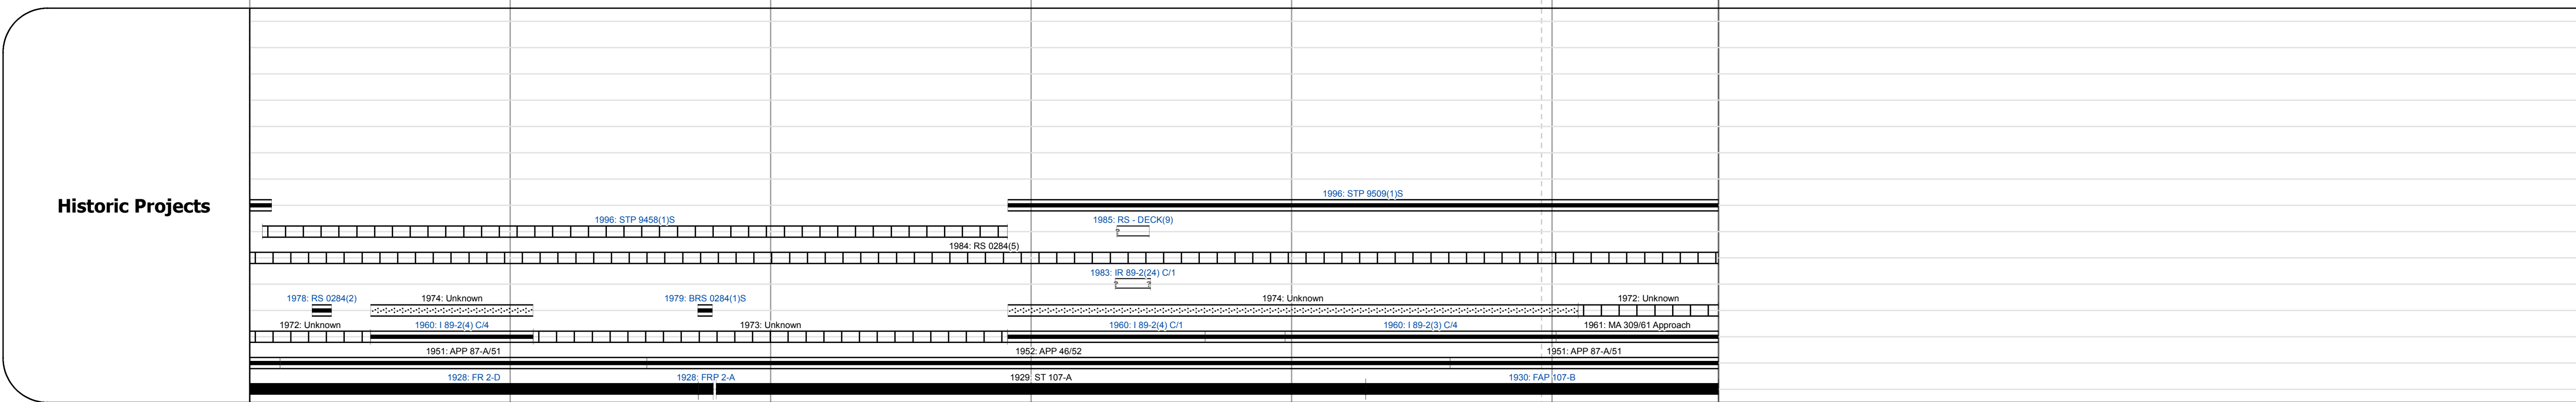 1996: STP 9509(1)S
Historic Projects
1996: STP 9458(1)S
1985: RS - DECK(9)
1984: RS 0284(5)
1983: IR 89-2(24) C/1
1978: RS 0284(2)
1974: Unknown
1979: BRS 0284(1)S
1974: Unknown
1972: Unknown
1972: Unknown
1960: I 89-2(4) C/4
1973: Unknown
1960: I 89-2(4) C/1
1960: I 89-2(3) C/4
1961: MA 309/61 Approach
1951: APP 87-A/51
1952: APP 46/52
1951: APP 87-A/51
1928: FR 2-D
1928: FRP 2-A
1929: ST 107-A
1930: FAP 107-B